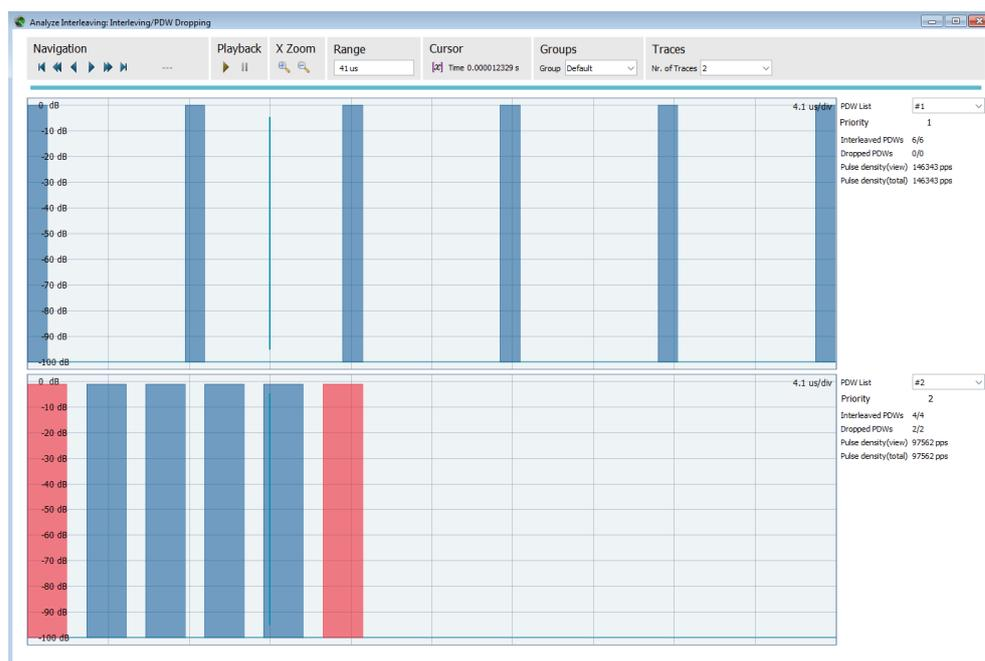 Analyze Interleaving: Interleving/PDW Dropping
Navigation
---
Playback
X Zoom
Range
41 us
Cursor
[x] Time 0.000012329 s
Groups
Group Default
Traces
Nr. of Traces 2
0 dB
-10 dB
-20 dB
-30 dB
-40 dB
-50 dB
-60 dB
-70 dB
-80 dB
-90 dB
-100 dB
4.1 us/div
PDW List #1
Priority 1
Interleaved PDWs 6/6
Dropped PDWs 0/0
Pulse density(view) 146343 pps
Pulse density(total) 146343 pps
0 dB
-10 dB
-20 dB
-30 dB
-40 dB
-50 dB
-60 dB
-70 dB
-80 dB
-90 dB
-100 dB
4.1 us/div
PDW List #2
Priority 2
Interleaved PDWs 4/4
Dropped PDWs 2/2
Pulse density(view) 97562 pps
Pulse density(total) 97562 pps